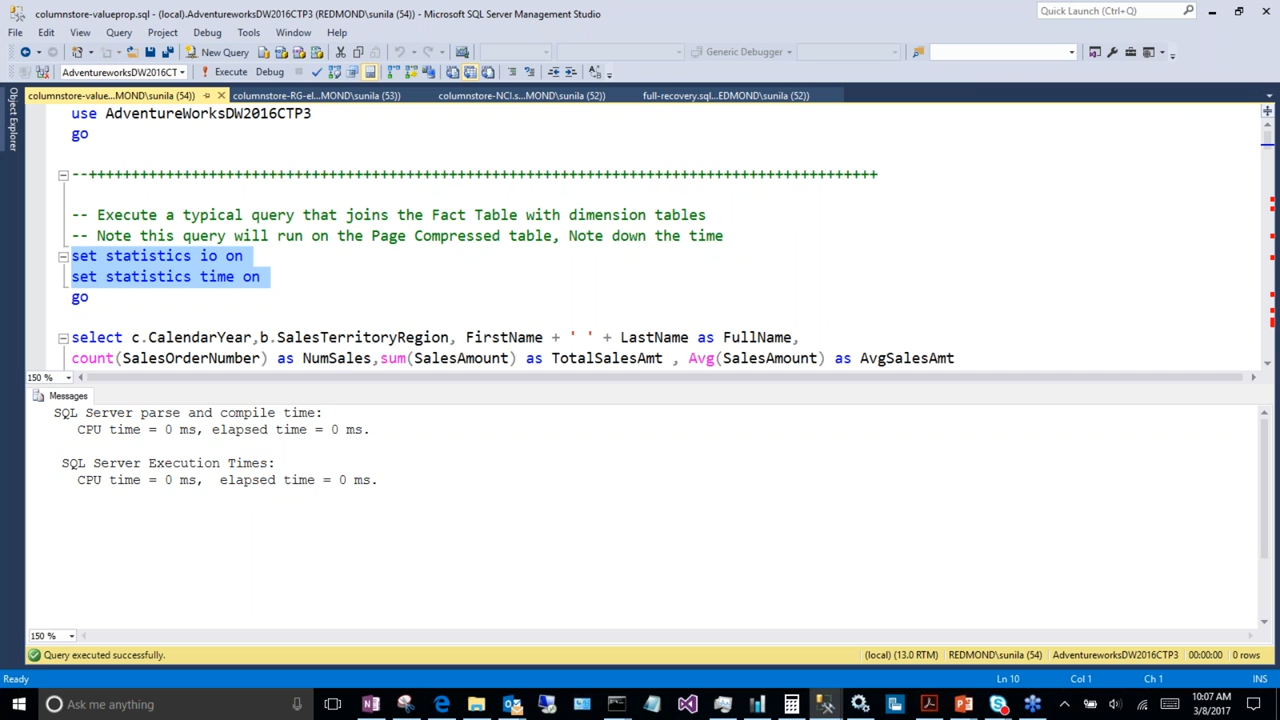 columnstore-valueprop.sql - (local).AdventureworksDW2016CTP3 (REDMOND\sunila (54)) - Microsoft SQL Server Management Studio
Quick Launch (Ctrl+Q)
File Edit View Query Project Debug Tools Window Help
New Query
Generic Debugger
AdventureworksDW2016CT
Execute Debug
columnstore-value...MOND\sunila (54))
columnstore-RG-el...MOND\sunila (53))
columnstore-NCI.s...MOND\sunila (52))
full-recovery.sql...EDMOND\sunila (52))
Object Explorer
use AdventureWorksDW2016CTP3
go
--+++++++++++++++++++++++++++++++++++++++++++++++++++++++++++++++++++++++++++++++++++++++++++
-- Execute a typical query that joins the Fact Table with dimension tables
-- Note this query will run on the Page Compressed table, Note down the time
set statistics io on
set statistics time on
go
select c.CalendarYear,b.SalesTerritoryRegion, FirstName + ' ' + LastName as FullName,
count(SalesOrderNumber) as NumSales,sum(SalesAmount) as TotalSalesAmt , Avg(SalesAmount) as AvgSalesAmt
150 %
Messages
SQL Server parse and compile time:
CPU time = 0 ms, elapsed time = 0 ms.
SQL Server Execution Times:
CPU time = 0 ms, elapsed time = 0 ms.
150 %
Query executed successfully.
(local) (13.0 RTM)
REDMOND\sunila (54)
AdventureworksDW2016CTP3
00:00:00
0 rows
Ready
Ln 10
Col 1
Ch 1
INS
Ask me anything
10:07 AM
3/8/2017